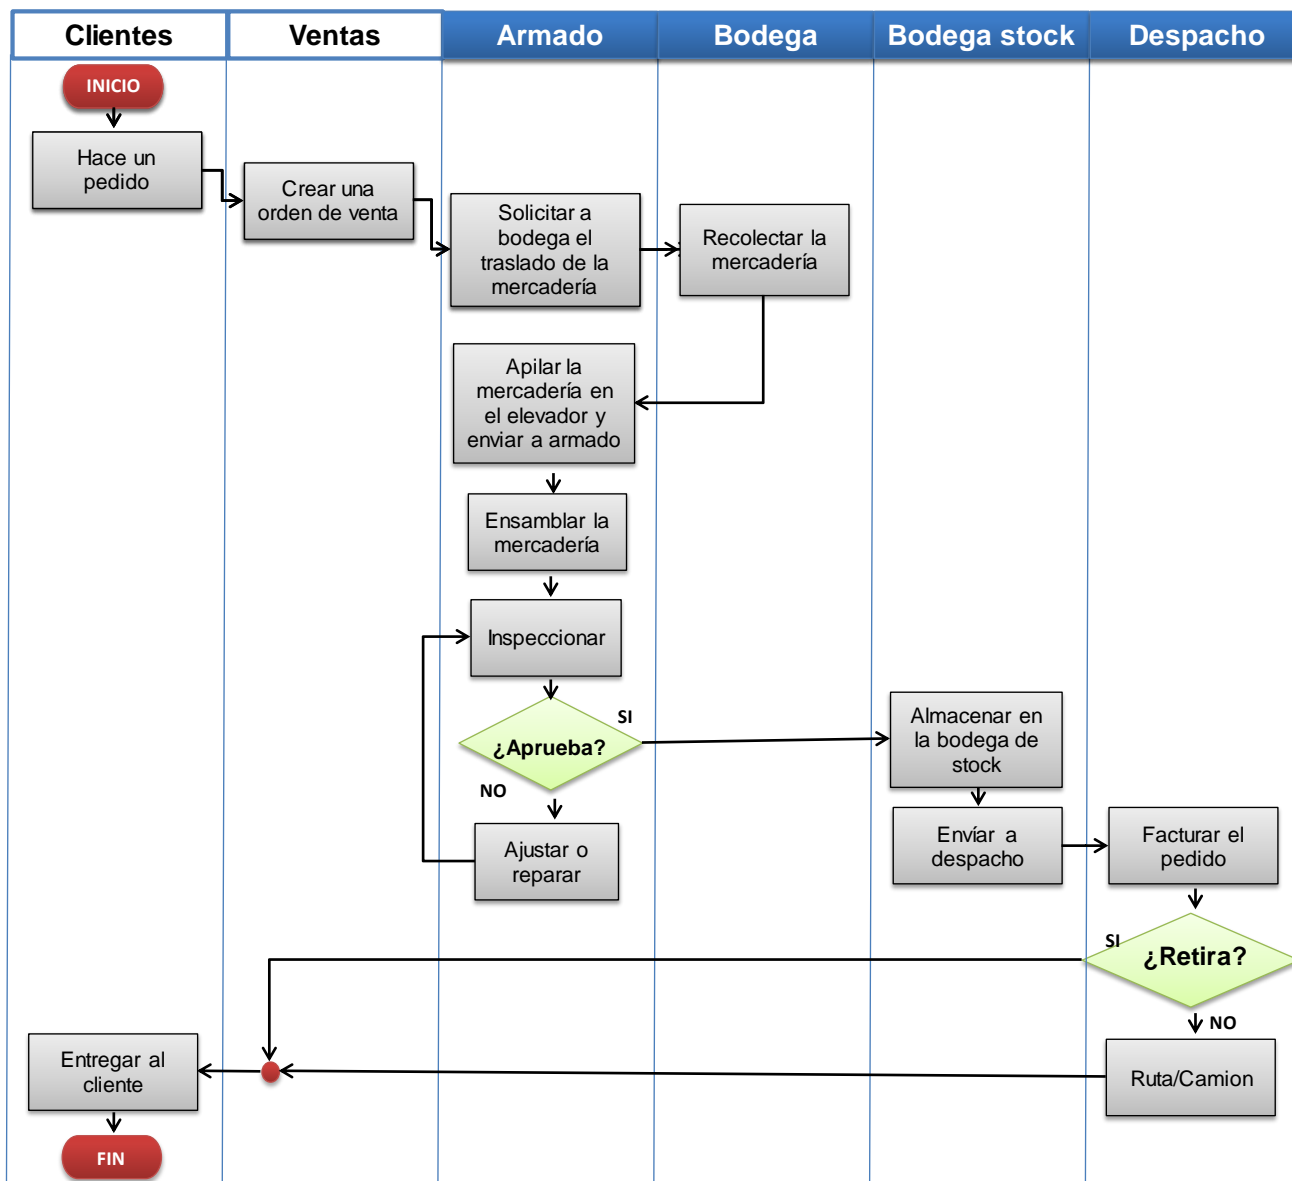 Clientes
Ventas
Armado
Bodega
Bodega stock
Despacho
INICIO
Hace un
pedido
Crear una
orden de venta
Solicitar a
bodega el
traslado de la
mercadería
Recolectar la
mercadería
Apilar la
mercadería en
el elevador y
enviar a armado
Ensamblar la
mercadería
Inspeccionar
¿Aprueba?
SI
NO
Ajustar o
reparar
Almacenar en
la bodega de
stock
Envíar a
despacho
Facturar el
pedido
SI
¿Retira?
NO
Ruta/Camion
Entregar al
cliente
FIN